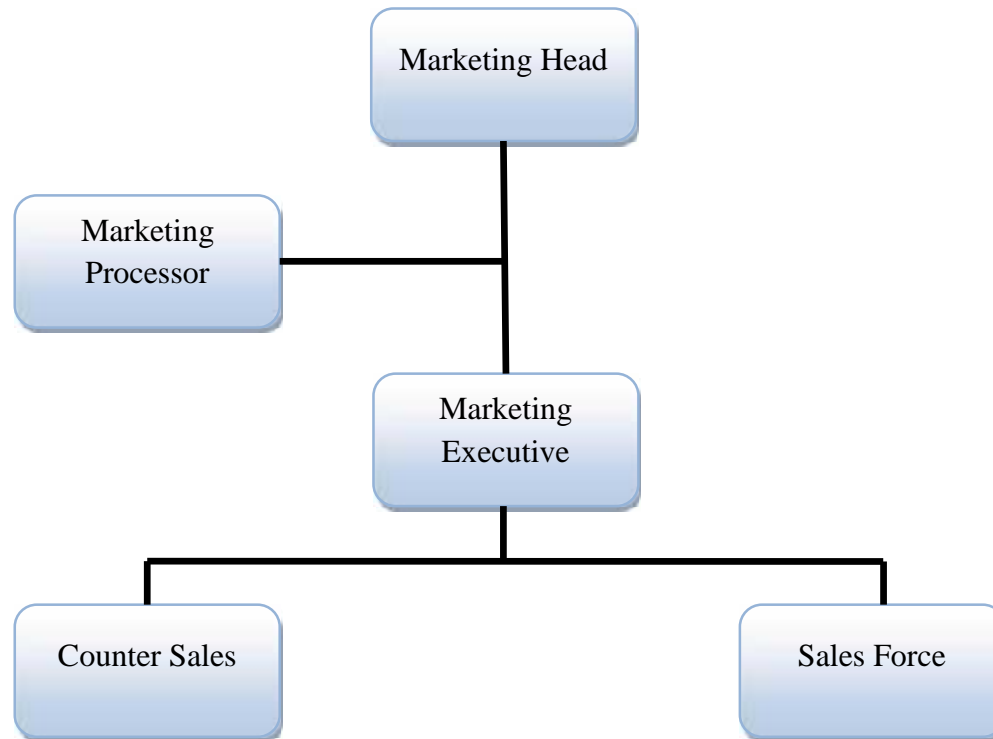 Marketing Head
Marketing
Processor
Marketing
Executive
Counter Sales
Sales Force